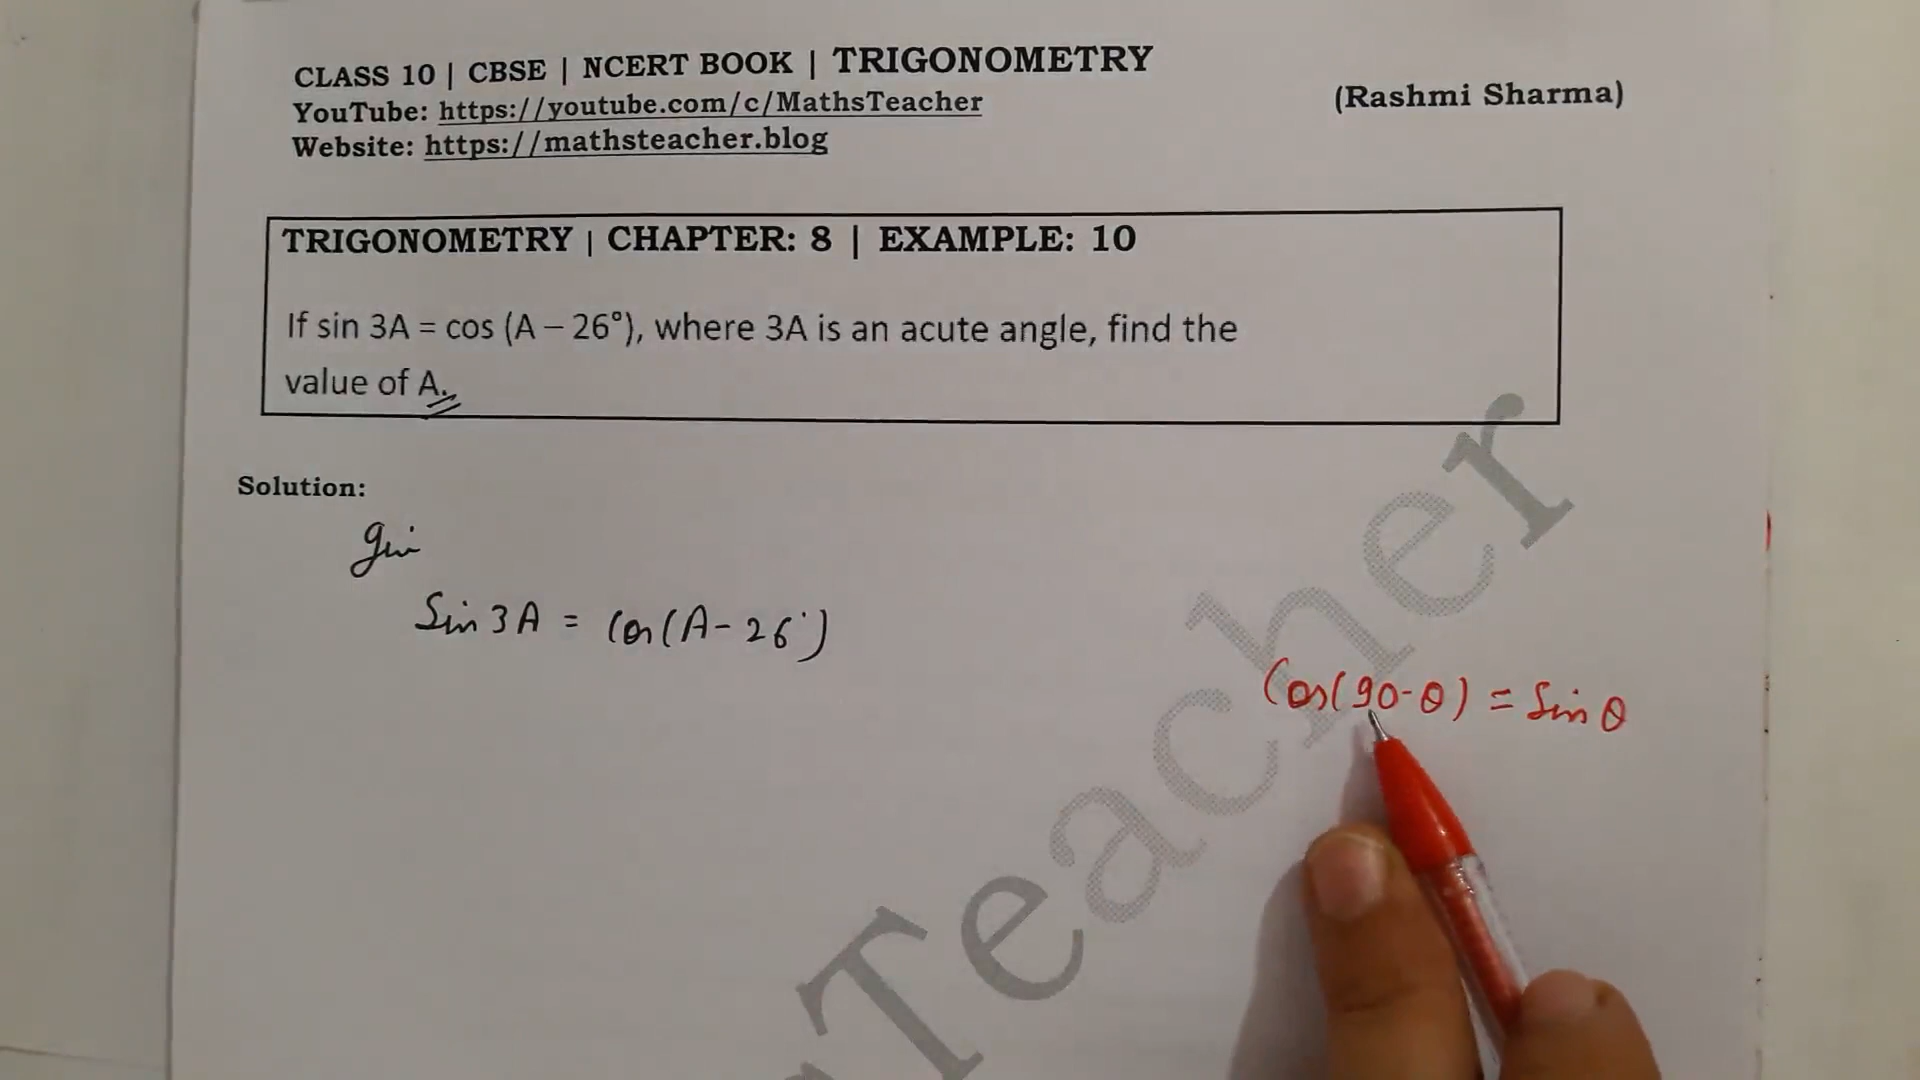 CLASS 10 | CBSE | NCERT BOOK | TRIGONOMETRY
(Rashmi Sharma)
YouTube: https://youtube.com/c/MathsTeacher
Website: https://mathsteacher.blog
TRIGONOMETRY | CHAPTER: 8 | EXAMPLE: 10
If sin 3A = cos (A – 26°), where 3A is an acute angle, find the
value of A.
Solution:
Sin 3A = Cos(A - 26°)
Cos(90-θ) = Sin θ
Teacher